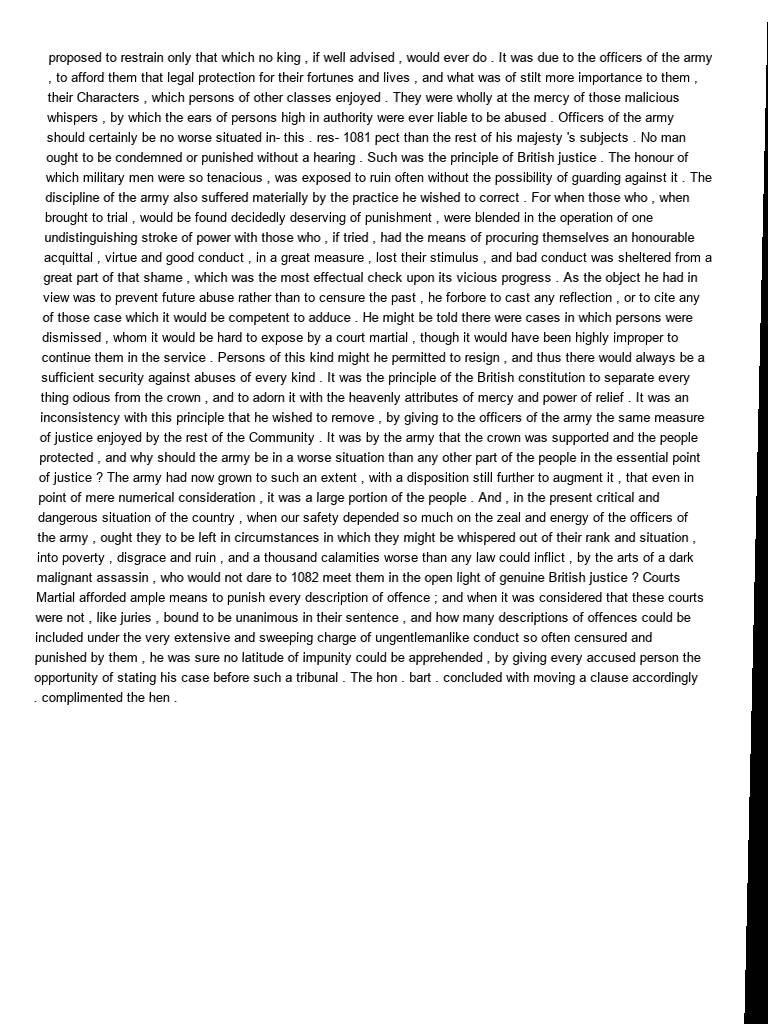 proposed to restrain only that which no king , if well advised , would ever do . It was due to the officers of the army
, to afford them that legal protection for their fortunes and lives , and what was of stilt more importance to them ,
their Characters , which persons of other classes enjoyed . They were wholly at the mercy of those malicious
whispers , by which the ears of persons high in authority were ever liable to be abused . Officers of the army
should certainly be no worse situated in- this . res- 1081 pect than the rest of his majesty 's subjects . No man
ought to be condemned or punished without a hearing . Such was the principle of British justice . The honour of
which military men were so tenacious , was exposed to ruin often without the possibility of guarding against it . The
discipline of the army also suffered materially by the practice he wished to correct . For when those who , when
brought to trial , would be found decidedly deserving of punishment , were blended in the operation of one
undistinguishing stroke of power with those who , if tried , had the means of procuring themselves an honourable
acquittal , virtue and good conduct , in a great measure , lost their stimulus , and bad conduct was sheltered from a
great part of that shame , which was the most effectual check upon its vicious progress . As the object he had in
view was to prevent future abuse rather than to censure the past , he forbore to cast any reflection , or to cite any
of those case which it would be competent to adduce . He might be told there were cases in which persons were
dismissed , whom it would be hard to expose by a court martial , though it would have been highly improper to
continue them in the service . Persons of this kind might he permitted to resign , and thus there would always be a
sufficient security against abuses of every kind . It was the principle of the British constitution to separate every
thing odious from the crown , and to adorn it with the heavenly attributes of mercy and power of relief . It was an
inconsistency with this principle that he wished to remove , by giving to the officers of the army the same measure
of justice enjoyed by the rest of the Community . It was by the army that the crown was supported and the people
protected , and why should the army be in a worse situation than any other part of the people in the essential point
of justice ? The army had now grown to such an extent , with a disposition still further to augment it , that even in
point of mere numerical consideration , it was a large portion of the people . And , in the present critical and
dangerous situation of the country , when our safety depended so much on the zeal and energy of the officers of
the army , ought they to be left in circumstances in which they might be whispered out of their rank and situation ,
into poverty , disgrace and ruin , and a thousand calamities worse than any law could inflict , by the arts of a dark
malignant assassin , who would not dare to 1082 meet them in the open light of genuine British justice ? Courts
Martial afforded ample means to punish every description of offence ; and when it was considered that these courts
were not , like juries , bound to be unanimous in their sentence , and how many descriptions of offences could be
included under the very extensive and sweeping charge of ungentlemanlike conduct so often censured and
punished by them , he was sure no latitude of impunity could be apprehended , by giving every accused person the
opportunity of stating his case before such a tribunal . The hon . bart . concluded with moving a clause accordingly
. complimented the hen .